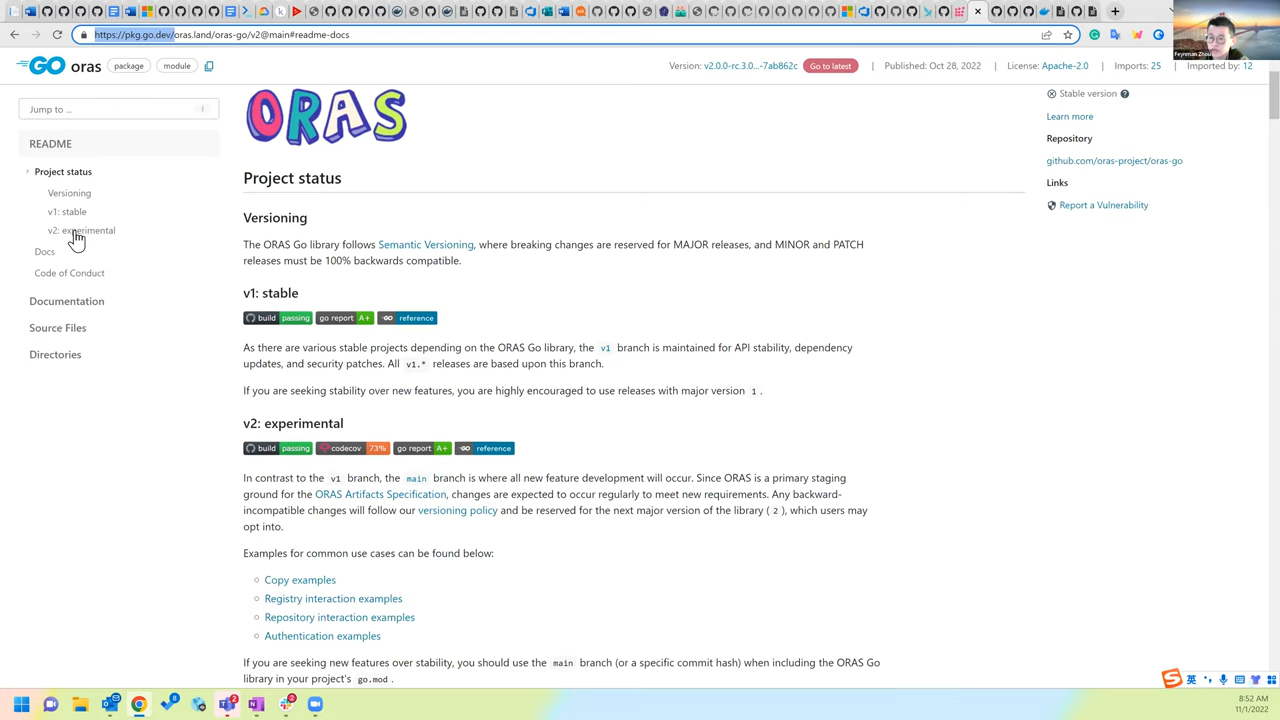 https://pkg.go.dev/oras.land/oras-go/v2@main#readme-docs
Feynman Zhou
GO oras package module
Version: v2.0.0-rc.3.0...-7ab862c Go to latest | Published: Oct 28, 2022 | License: Apache-2.0 | Imports: 25 | Imported by: 12
Jump to ... f
README
Project status
Versioning
v1: stable
v2: experimental
Docs
Code of Conduct
Documentation
Source Files
Directories
ORAS
Project status
Versioning
The ORAS Go library follows Semantic Versioning, where breaking changes are reserved for MAJOR releases, and MINOR and PATCH
releases must be 100% backwards compatible.
v1: stable
build passing go report A+ GO reference
As there are various stable projects depending on the ORAS Go library, the v1 branch is maintained for API stability, dependency
updates, and security patches. All v1.* releases are based upon this branch.
If you are seeking stability over new features, you are highly encouraged to use releases with major version 1 .
v2: experimental
build passing codecov 73% go report A+ GO reference
In contrast to the v1 branch, the main branch is where all new feature development will occur. Since ORAS is a primary staging
ground for the ORAS Artifacts Specification, changes are expected to occur regularly to meet new requirements. Any backward-
incompatible changes will follow our versioning policy and be reserved for the next major version of the library ( 2 ), which users may
opt into.
Examples for common use cases can be found below:
Copy examples
Registry interaction examples
Repository interaction examples
Authentication examples
If you are seeking new features over stability, you should use the main branch (or a specific commit hash) when including the ORAS Go
library in your project's go.mod .
Stable version
Learn more
Repository
github.com/oras-project/oras-go
Links
Report a Vulnerability
英
8:52 AM
11/1/2022